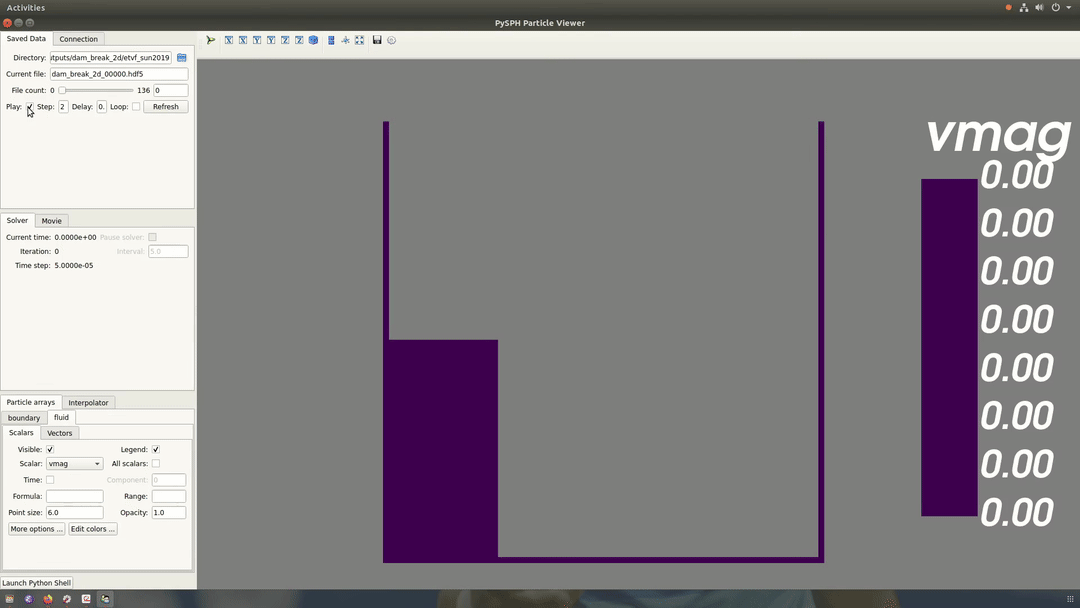 Activities
PySPH Particle Viewer
Saved Data Connection
Directory: ıtputs/dam_break_2d/etvf_sun2019
Current file: dam_break_2d_00000.hdf5
File count: 0 136 0
Play: Step: 2 Delay: 0. Loop: Refresh
Solver Movie
Current time: 0.0000e+00 Pause solver:
Iteration: 0 Interval: 5.0
Time step: 5.0000e-05
Particle arrays Interpolator
boundary fluid
Scalars Vectors
Visible: Legend:
Scalar: vmag All scalars:
Time: Component: 0
Formula: Range:
Point size: 6.0 Opacity: 1.0
More options ... Edit colors ...
Launch Python Shell
X X Y Y Z Z
vmag
0.00
0.00
0.00
0.00
0.00
0.00
0.00
0.00